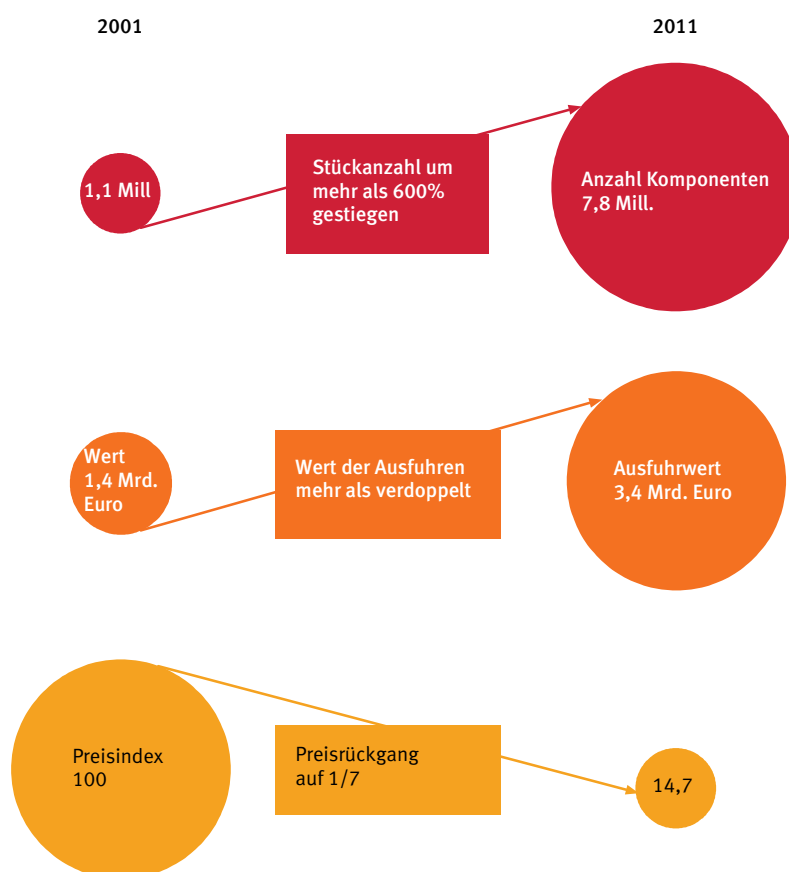 2001
2011
1,1 Mill
Stückanzahl um
mehr als 600%
gestiegen
Anzahl Komponenten
7,8 Mill.
Wert
1,4 Mrd.
Euro
Wert der Ausfuhren
mehr als verdoppelt
Ausfuhrwert
3,4 Mrd. Euro
Preisindex
100
Preisrückgang
auf 1/7
14,7